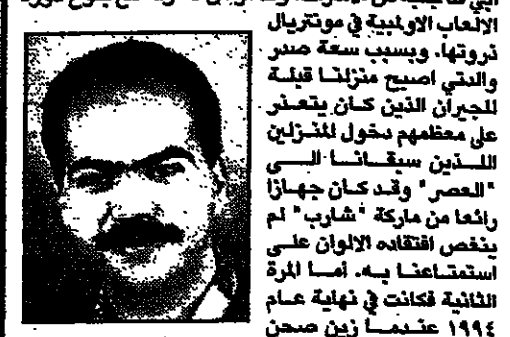 الالعاب الاولمبية في مونتريال
ذروتها. وبسبب سعة صدر
والدتي اصبح منزلنا قبلة
للجيران الذين كان يتعذر
على معظمهم دخول المنزلين
اللذين سبقانا الى
"العصر" وقد كان جهازا
رائعا من ماركة "شارب" لم
ينغص افتقاده الالوان على
استمتاعنا به. أما المرة
الثانية فكانت في نهاية عام
١٩٩٤ عندما زين صحن